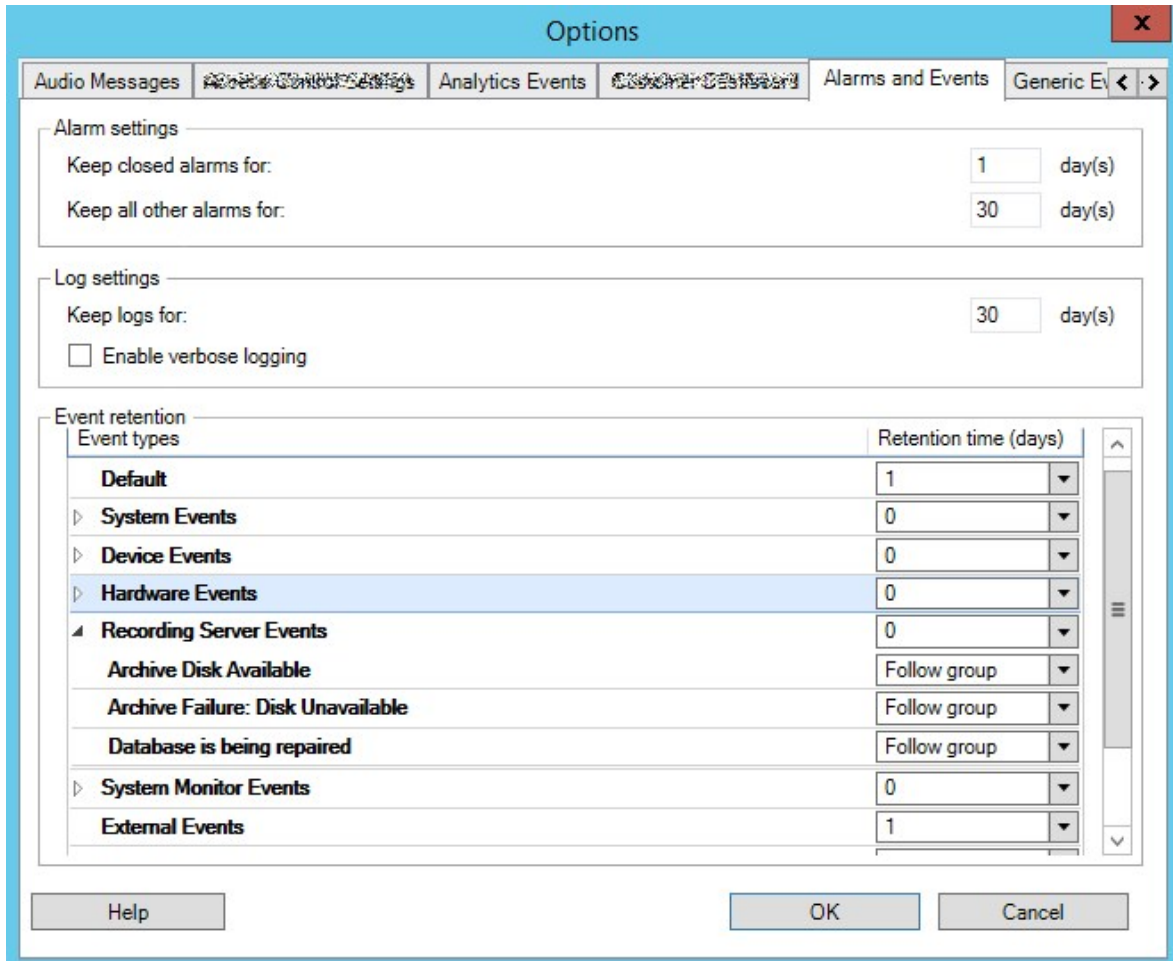 Options
x
Audio Messages Analytics Events Alarms and Events Generic Ev
Alarm settings
Keep closed alarms for: 1 day(s)
Keep all other alarms for: 30 day(s)
Log settings
Keep logs for: 30 day(s)
Enable verbose logging
Event retention
Event types Retention time (days)
Default 1
System Events 0
Device Events 0
Hardware Events 0
Recording Server Events 0
Archive Disk Available Follow group
Archive Failure: Disk Unavailable Follow group
Database is being repaired Follow group
System Monitor Events 0
External Events 1
Help OK Cancel